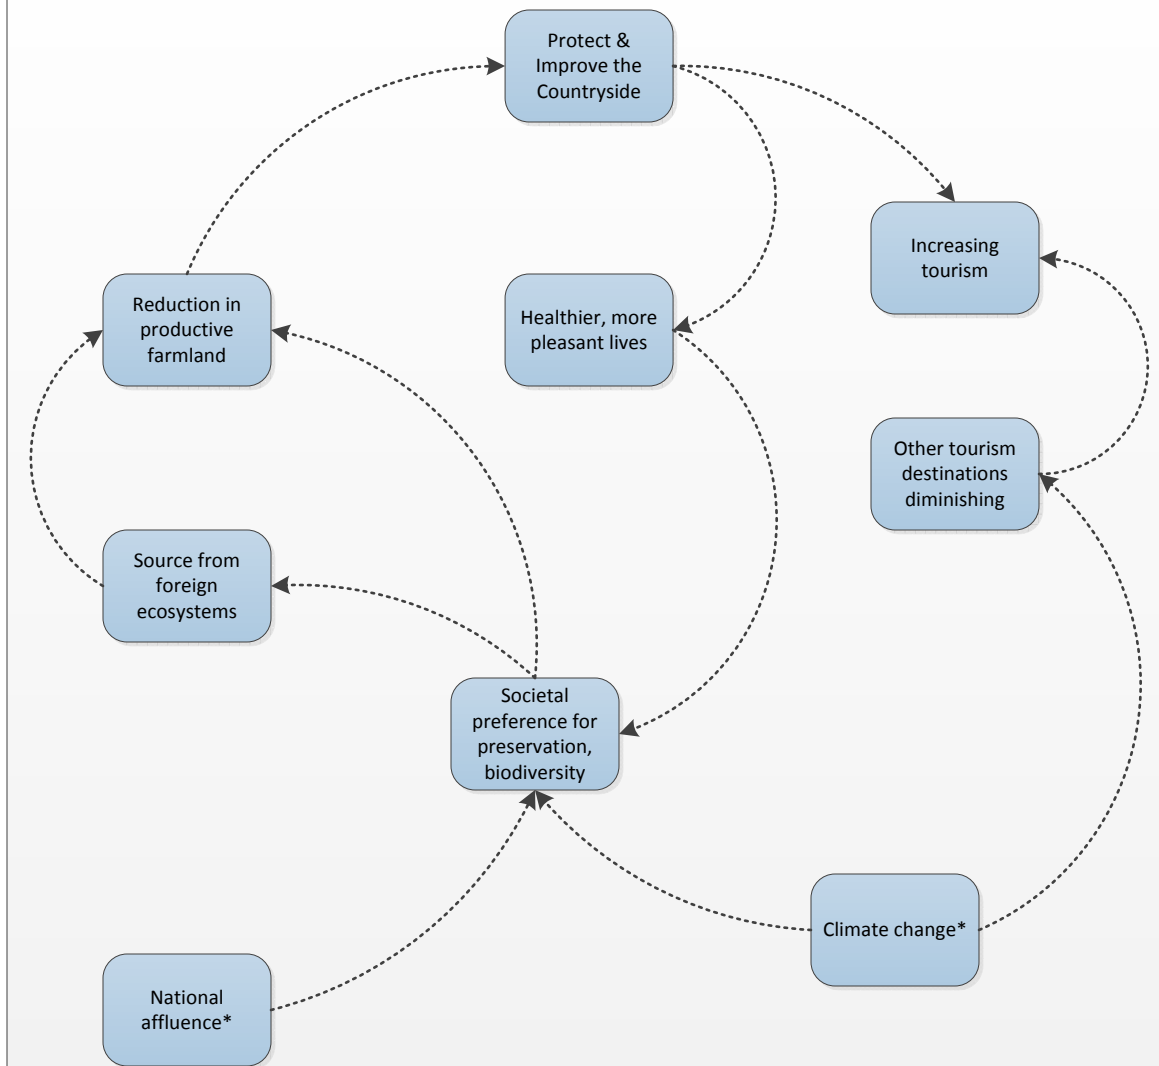 Protect &
Improve the
Countryside
Increasing
tourism
Reduction in
productive
farmland
Healthier, more
pleasant lives
Other tourism
destinations
diminishing
Source from
foreign
ecosystems
Societal
preference for
preservation,
biodiversity
Climate change*
National
affluence*